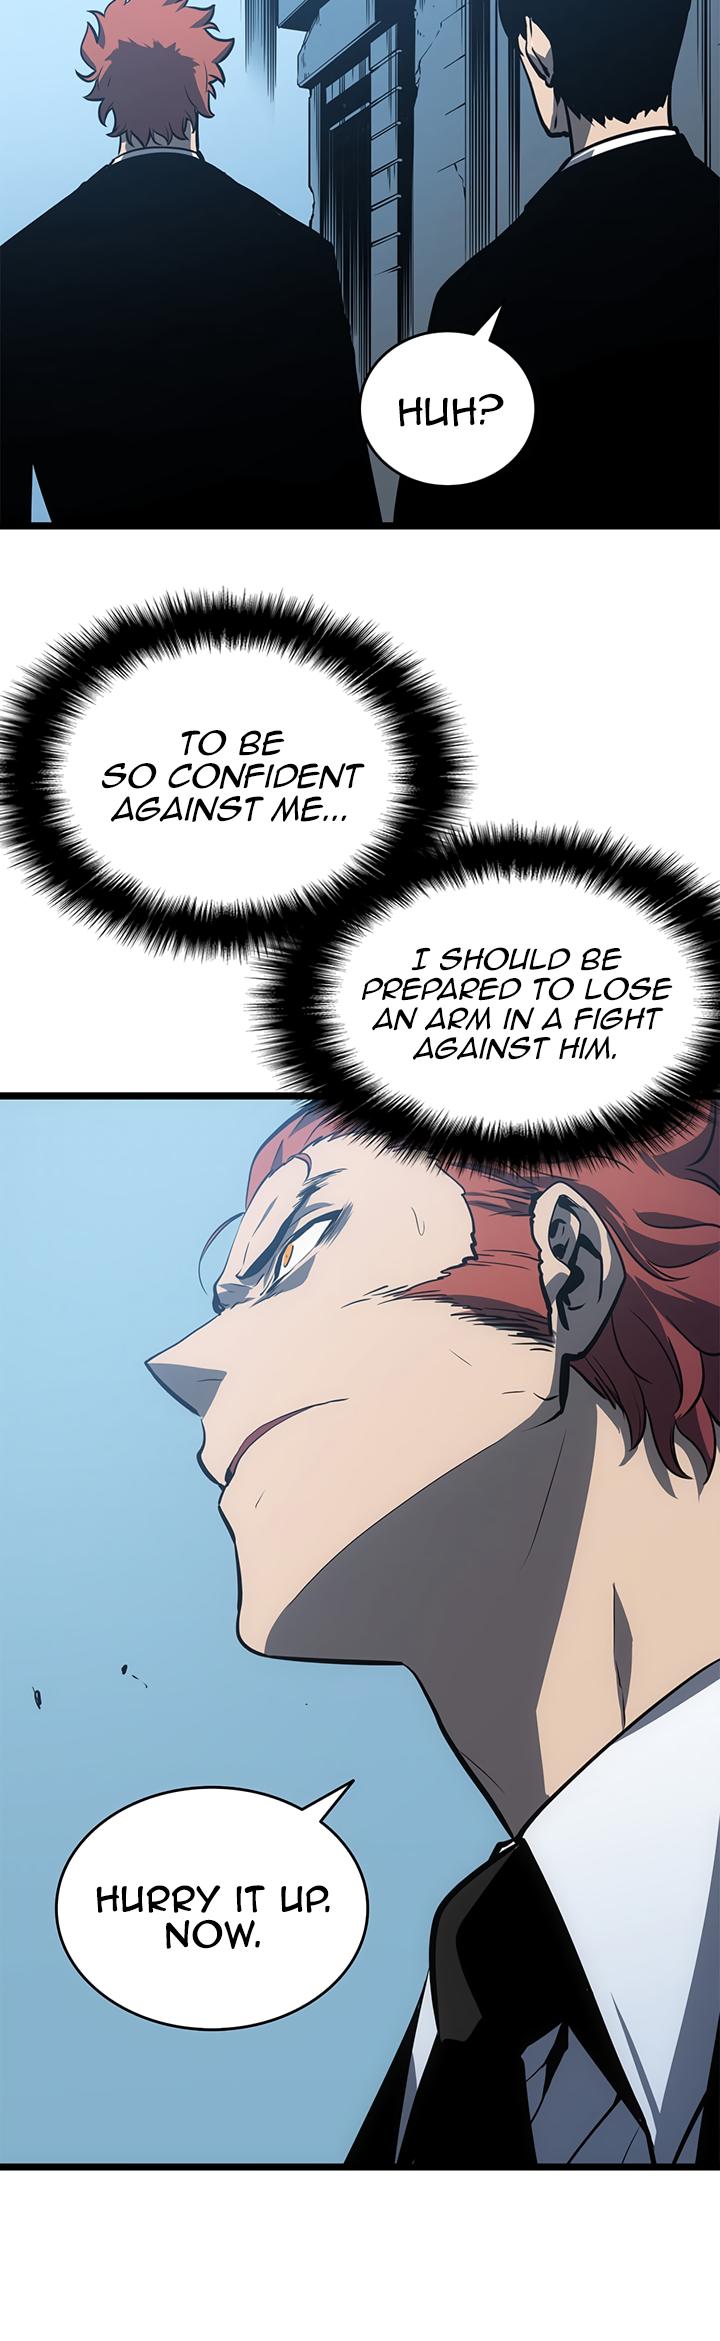 HUH?
TO BE
SO CONFIDENT
AGAINST ME...
I SHOULD BE
PREPARED TO LOSE
AN ARM IN A FIGHT
AGAINST HIM.
HURRY IT UP.
NOW.